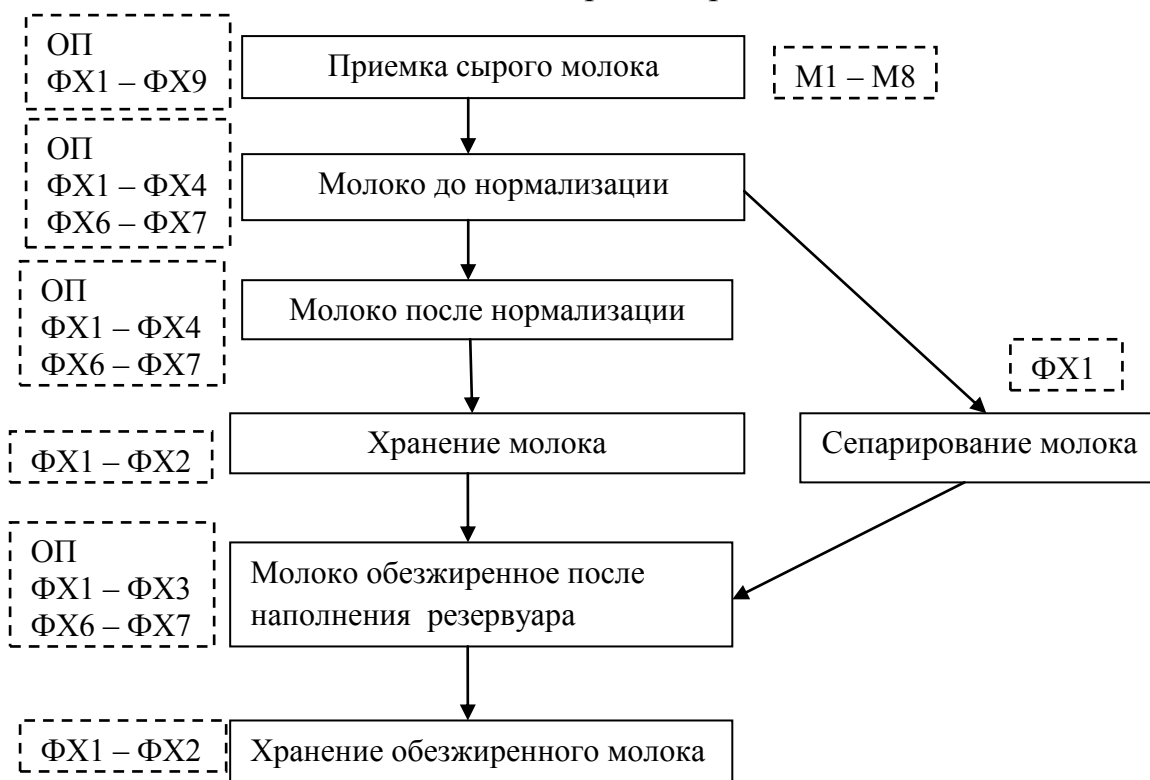 ОП
ФХ1 – ФХ9
Приемка сырого молока
М1 – М8
ОП
ФХ1 – ФХ4
ФХ6 – ФХ7
Молоко до нормализации
ОП
ФХ1 – ФХ4
ФХ6 – ФХ7
Молоко после нормализации
ФХ1
ФХ1 – ФХ2
Хранение молока
Сепарирование молока
ОП
ФХ1 – ФХ3
ФХ6 – ФХ7
Молоко обезжиренное после
наполнения резервуара
ФХ1 – ФХ2
Хранение обезжиренного молока